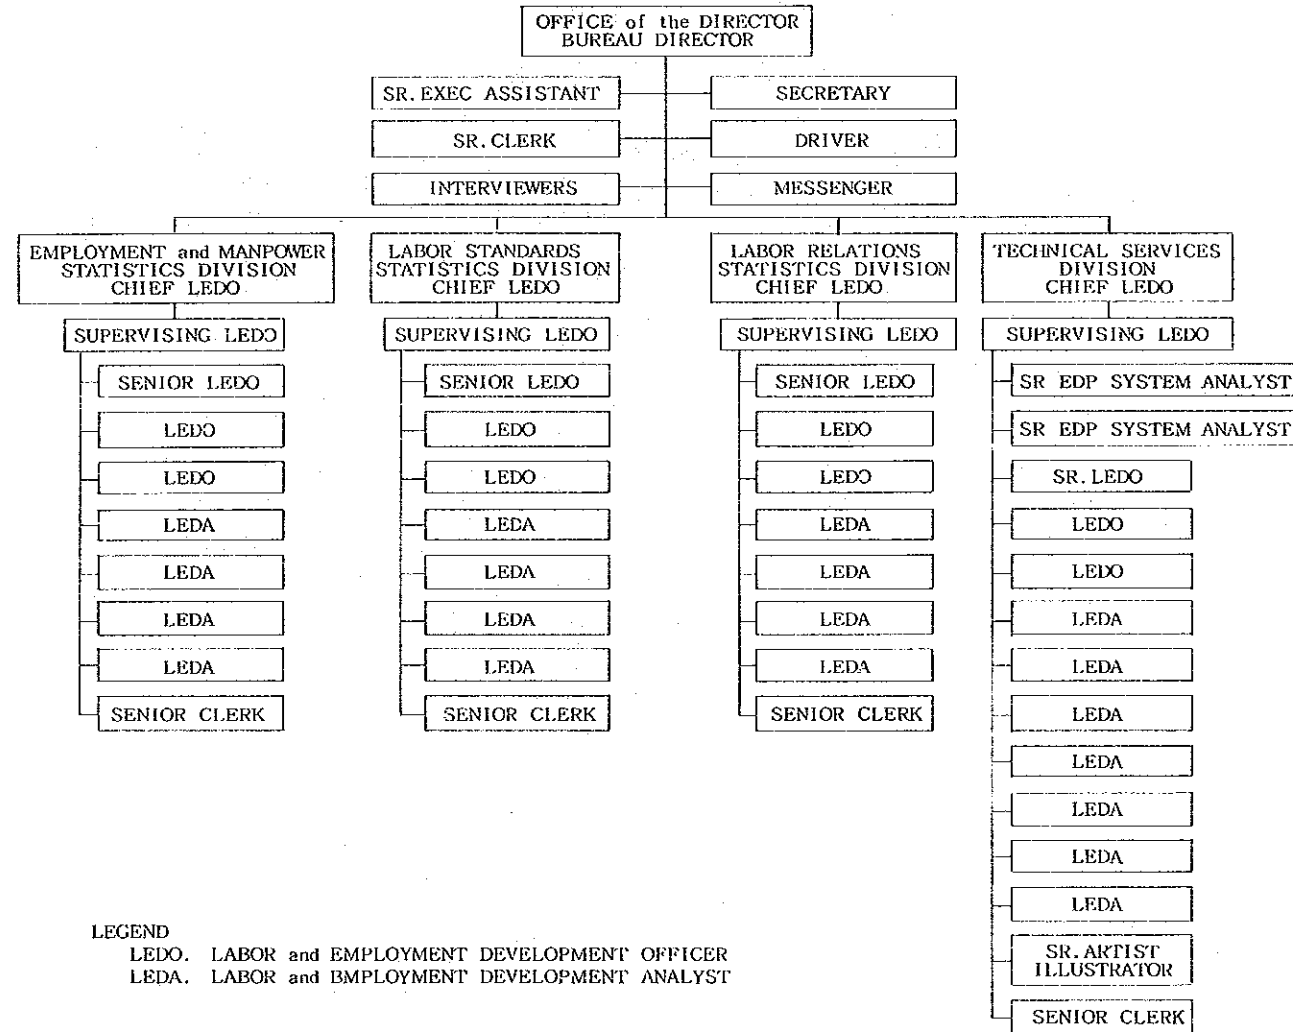 OFFICE of the DIRECTOR
BUREAU DIRECTOR
SR. EXEC ASSISTANT
SECRETARY
SR. CLERK
DRIVER
INTERVIEWERS
MESSENGER
EMPLOYMENT and MANPOWER
STATISTICS DIVISION
CHIEF LEDO
SUPERVISING LEDO
SENIOR LEDO
LEDO
LEDO
LEDA
LEDA
LEDA
LEDA
SENIOR CLERK
LABOR STANDARDS
STATISTICS DIVISION
CHIEF LEDO
SUPERVISING LEDO
SENIOR LEDO
LEDO
LEDO
LEDA
LEDA
LEDA
LEDA
SENIOR CLERK
LABOR RELATIONS
STATISTICS DIVISION
CHIEF LEDO
SUPERVISING LEDO
SENIOR LEDO
LEDO
LEDO
LEDA
LEDA
LEDA
LEDA
SENIOR CLERK
TECHNICAL SERVICES
DIVISION
CHIEF LEDO
SUPERVISING LEDO
SR EDP SYSTEM ANALYST
SR EDP SYSTEM ANALYST
SR. LEDO
LEDO
LEDO
LEDA
LEDA
LEDA
LEDA
LEDA
LEDA
LEDA
SR. ARTIST
ILLUSTRATOR
SENIOR CLERK
LEGEND
LEDO. LABOR and EMPLOYMENT DEVELOPMENT OFFICER
LEDA. LABOR and BMPLOYMENT DEVELOPMENT ANALYST